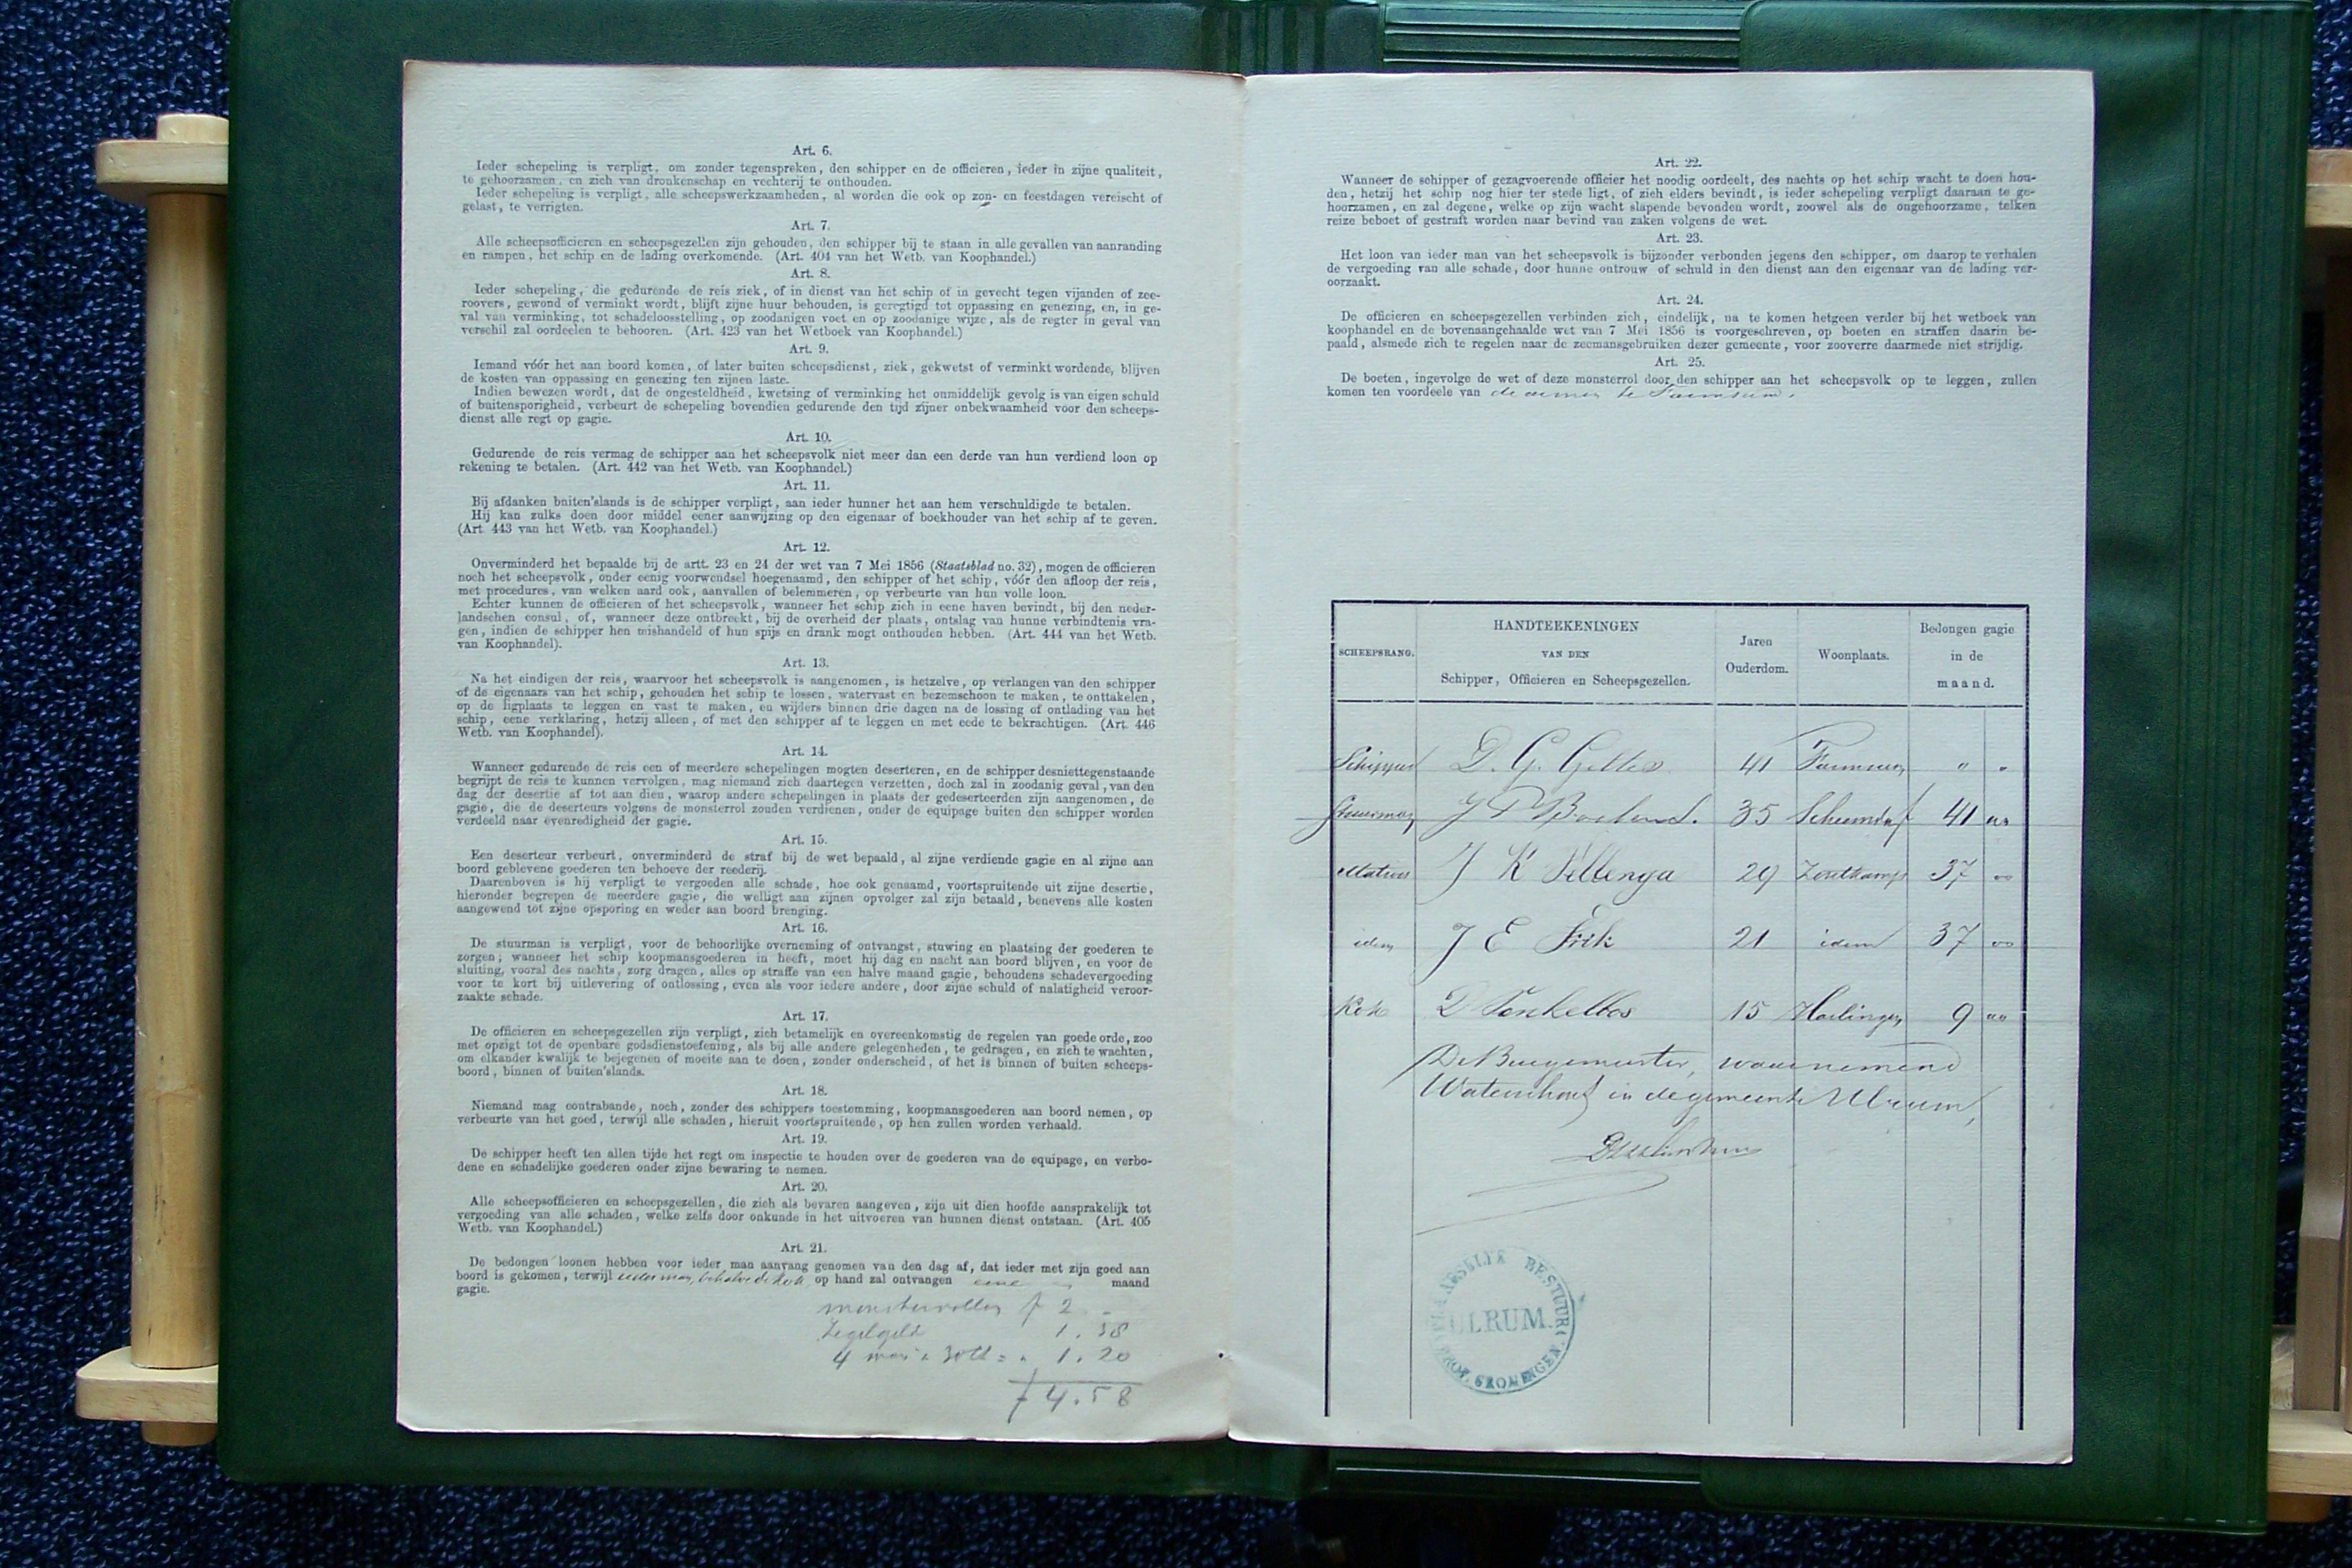 Art. 6.
Ieder schepeling is verpligt, om zonder tegenspreken, den schipper en de officieren, ieder in zijne qualiteit,
te gehoorzamen, en zich van dronkenschap en vechterij te onthouden.
Ieder schepeling is verpligt, alle scheepswerkzaamheden, al worden die ook op zon- en feestdagen vereischt of
gelast, te verrigten.
Art. 7.
Alle scheepsofficieren en scheepsgezellen zijn gehouden, den schipper bij te staan in alle gevallen van aanranding
en rampen, het schip en de lading overkomende. (Art. 404 van het Wetb. van Koophandel.)
Art. 8.
Ieder schepeling, die gedurende de reis ziek, of in dienst van het schip of in gevecht tegen vijanden of zee-
roovers, gewond of verminkt wordt, blijft zijne huur behouden, is geregtigd tot oppassing en genezing, en, in ge-
val van verminking, tot schadeloosstelling, op zoodanigen voet en op zoodanige wijze, als de regter in geval van
verschil zal oordeelen te behooren. (Art. 423 van het Wetboek van Koophandel.)
Art. 9.
Iemand vóór het aan boord komen, of later buiten scheepsdienst, ziek, gekwetst of verminkt wordende, blijven
de kosten van oppassing en genezing ten zijnen laste.
Indien bewezen wordt, dat de ongesteldheid, kwetsing of verminking het onmiddelijk gevolg is van eigen schuld
of buitensporigheid, verbeurt de schepeling bovendien gedurende den tijd zijner onbekwaamheid voor den scheeps-
dienst alle regt op gagie.
Art. 10.
Gedurende de reis vermag de schipper aan het scheepsvolk niet meer dan een derde van hun verdiend loon op
rekening te betalen. (Art. 442 van het Wetb. van Koophandel.)
Art. 11.
Bij afdanken buiten'slands is de schipper verpligt, aan ieder hunner het aan hem verschuldigde te betalen.
Hij kan zulks doen door middel eener aanwijzing op den eigenaar of boekhouder van het schip af te geven.
(Art. 443 van het Wetb. van Koophandel.)
Art. 12.
Onverminderd het bepaalde bij de artt. 23 en 24 der wet van 7 Mei 1856 (Staatsblad no. 32), mogen de officieren
noch het scheepsvolk, onder eenig voorwendsel hoegenaamd, den schipper of het schip, vóór den afloop der reis,
met procedures, van welken aard ook, aanvallen of belemmeren, op verbeurte van hun volle loon.
Echter kunnen de officieren of het scheepsvolk, wanneer het schip zich in eene haven bevindt, bij den neder-
landschen consul, of, wanneer deze ontbreekt, bij de overheid der plaats, ontslag van hunne verbindtenis vra-
gen, indien de schipper hen mishandeld of hun spijs en drank mogt onthouden hebben. (Art. 444 van het Wetb.
van Koophandel).
Art. 13.
Na het eindigen der reis, waarvoor het scheepsvolk is aangenomen, is hetzelve, op verlangen van den schipper
of de eigenaars van het schip, gehouden het schip te lossen, watervast en bezemschoon te maken, te onttakelen,
op de ligplaats te leggen en vast te maken, en wijders binnen drie dagen na de lossing of ontlading van het
schip, eene verklaring, hetzij alleen, of met den schipper af te leggen en met eede te bekrachtigen. (Art. 446
Wetb. van Koophandel).
Art. 14.
Wanneer gedurende de reis een of meerdere schepelingen mogten deserteren, en de schipper desniettegenstaande
begrijpt de reis te kunnen vervolgen, mag niemand zich daartegen verzetten, doch zal in zoodanig geval, van den
dag der desertie af tot aan dien, waarop andere schepelingen in plaats der gedeserteerden zijn aangenomen, de
gagie, die de deserteurs volgens de monsterrol zouden verdienen, onder de equipage buiten den schipper worden
verdeeld naar evenredigheid der gagie.
Art. 15.
Een deserteur verbeurt, onverminderd de straf bij de wet bepaald, al zijne verdiende gagie en al zijne aan
boord geblevene goederen ten behoeve der reederij.
Daarenboven is hij verpligt te vergoeden alle schade, hoe ook genaamd, voortspruitende uit zijne desertie,
hieronder begrepen de meerdere gagie, die welligt aan zijnen opvolger zal zijn betaald, benevens alle kosten
aangewend tot zijne opsporing en weder aan boord brenging.
Art. 16.
De stuurman is verpligt, voor de behoorlijke overneming of ontvangst, stuwing en plaatsing der goederen te
zorgen; wanneer het schip koopmansgoederen in heeft, moet hij dag en nacht aan boord blijven, en voor de
sluiting, vooral des nachts, zorg dragen, alles op straffe van een halve maand gagie, behoudens schadevergoeding
voor te kort bij uitlevering of ontlossing, even als voor iedere andere, door zijne schuld of nalatigheid veroor-
zaakte schade.
Art. 17.
De officieren en scheepsgezellen zijn verpligt, zich betamelijk en overeenkomstig de regelen van goede orde, zoo
met opzigt tot de openbare godsdienstoefening, als bij alle andere gelegenheden, te gedragen, en zich te wachten,
om elkander kwalijk te bejegenen of moeite aan te doen, zonder onderscheid, of het is binnen of buiten scheeps-
boord, binnen of buiten'slands.
Art. 18.
Niemand mag contrabande, noch, zonder des schippers toestemming, koopmansgoederen aan boord nemen, op
verbeurte van het goed, terwijl alle schaden, hieruit voortspruitende, op hen zullen worden verhaald.
Art. 19.
De schipper heeft ten allen tijde het regt om inspectie te houden over de goederen van de equipage, en verbo-
dene en schadelijke goederen onder zijne bewaring te nemen.
Art. 20.
Alle scheepsofficieren en scheepsgezellen, die zich als bevaren aangeven, zijn uit dien hoofde aansprakelijk tot
vergoeding van alle schaden, welke zelfs door onkunde in het uitvoeren van hunnen dienst ontstaan. (Art. 405
Wetb. van Koophandel.)
Art. 21.
De bedongen loonen hebben voor ieder man aanvang genomen van den dag af, dat ieder met zijn goed aan
boord is gekomen, terwijl ieder man, behalve de kok op hand zal ontvangen eene maand
gagie.
monsterrollen f 2. -
Zegelgeld 1.38
4 man a 30 ct = " 1.20
f 4.58
Art. 22.
Wanneer de schipper of gezagvoerende officier het noodig oordeelt, des nachts op het schip wacht te doen hou-
den, hetzij het schip nog hier ter stede ligt, of zich elders bevindt, is ieder schepeling verpligt daaraan te ge-
hoorzamen, en zal degene, welke op zijn wacht slapende bevonden wordt, zoowel als de ongehoorzame, telken
reize beboet of gestraft worden naar bevind van zaken volgens de wet.
Art. 23.
Het loon van ieder man van het scheepsvolk is bijzonder verbonden jegens den schipper, om daarop te verhalen
de vergoeding van alle schade, door hunne ontrouw of schuld in den dienst aan den eigenaar van de lading ver-
oorzaakt.
Art. 24.
De officieren en scheepsgezellen verbinden zich, eindelijk, na te komen hetgeen verder bij het wetboek van
koophandel en de bovenaangehaalde wet van 7 Mei 1856 is voorgeschreven, op boeten en straffen daarin be-
paald, alsmede zich te regelen naar de zeemansgebruiken dezer gemeente, voor zooverre daarmede niet strijdig.
Art. 25.
De boeten, ingevolge de wet of deze monsterrol door den schipper aan het scheepsvolk op te leggen, zullen
komen ten voordeele van de armen te Farmsum.
SCHEEPSRANG. HANDTEEKENINGEN VAN DEN Schipper, Officieren en Scheepsgezellen. Jaren Ouderdom. Woonplaats. Bedongen gagie in de maand.
Schipper D. G. Gelles 41 Farmsum " "
Stuurman J P 35 Scheemda 41 00
Matroos J K Sillenga 29 Zoutkamp 37 00
idem J E Frik 21 idem 37 00
Kok D Tonkelbos 15 Harlingen 9 00
De Burgemeester, waarnemend
Waterschout in de gemeente Ulrum,
PLAATSELIJK BESTUUR
ULRUM.
PROV. GRONINGEN.